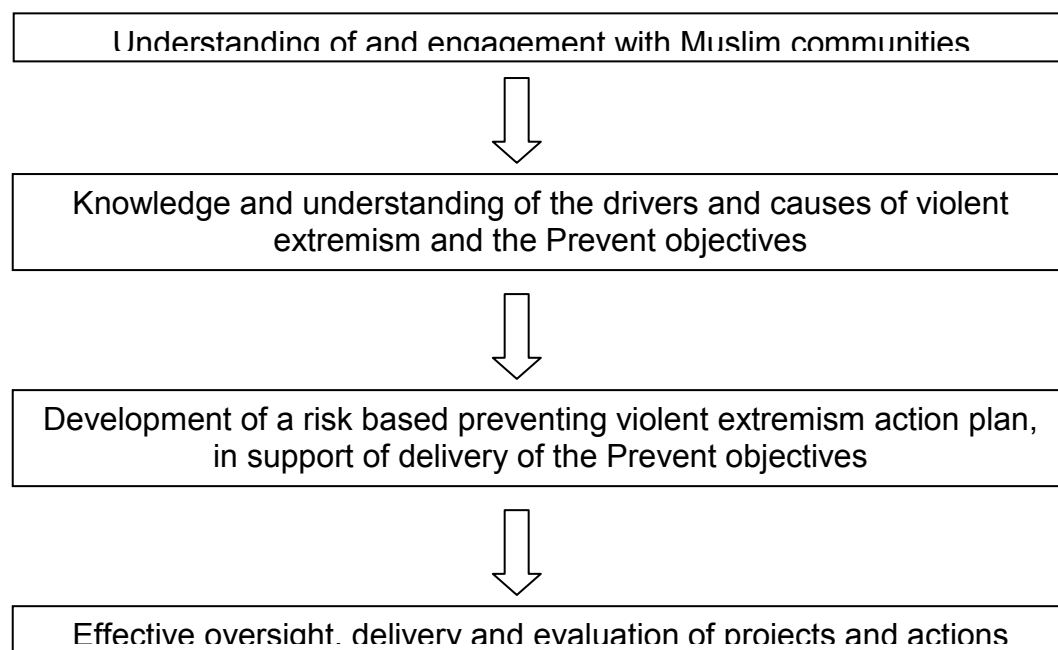 Understanding of and engagement with Muslim communities
Knowledge and understanding of the drivers and causes of violent
extremism and the Prevent objectives
Development of a risk based preventing violent extremism action plan,
in support of delivery of the Prevent objectives
Effective oversight, delivery and evaluation of projects and actions